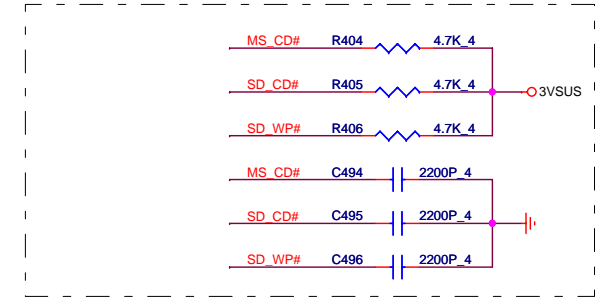 MS_CD# R404 4.7K_4
SD_CD# R405 4.7K_4 3VSUS
SD_WP# R406 4.7K_4
MS_CD# C494 2200P_4
SD_CD# C495 2200P_4
SD_WP# C496 2200P_4